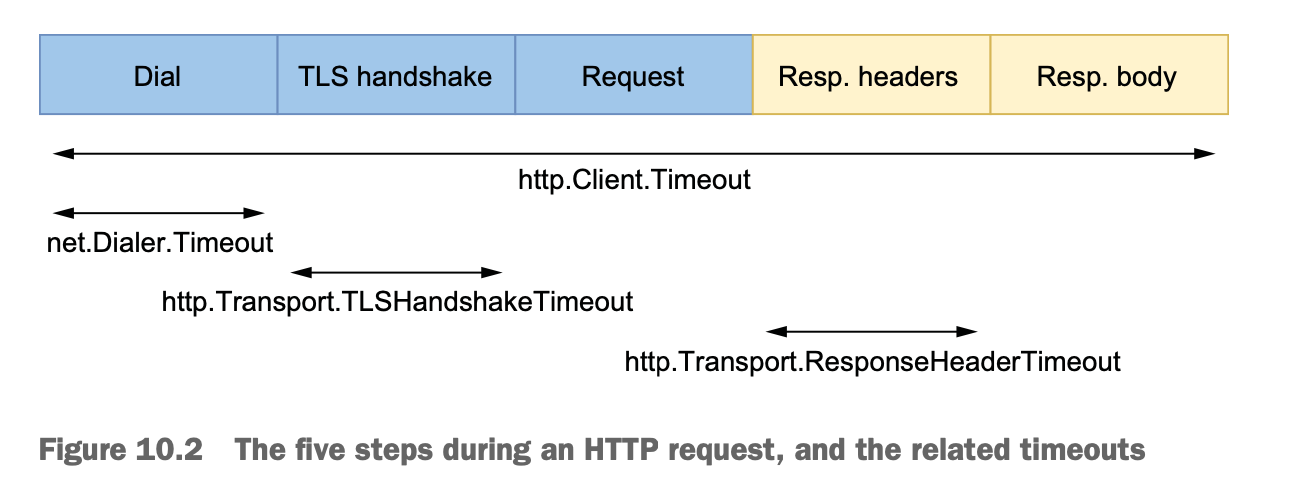 Dial TLS handshake Request Resp. headers Resp. body
http.Client.Timeout
net.Dialer.Timeout
http.Transport.TLSHandshakeTimeout
http.Transport.ResponseHeaderTimeout
Figure 10.2 The five steps during an HTTP request, and the related timeouts